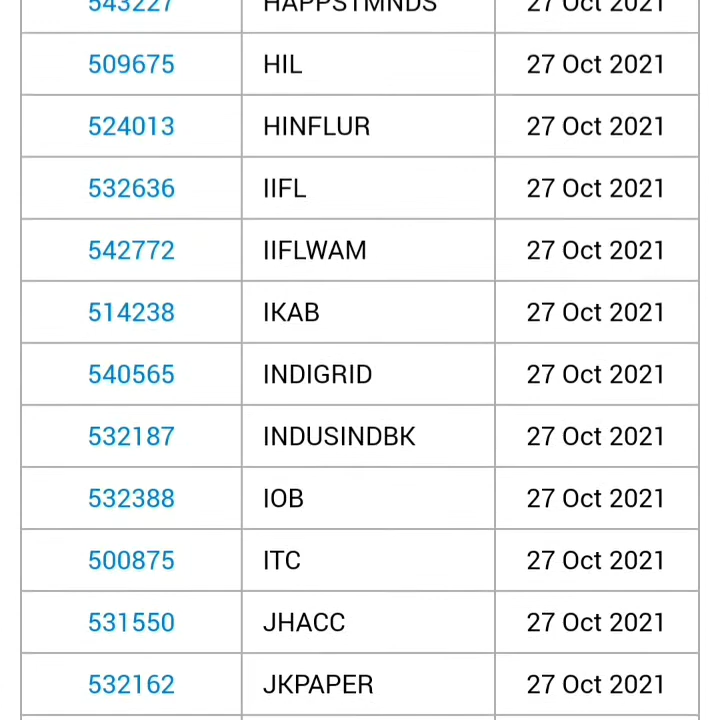 543227 HAPPSTMNDS 27 Oct 2021
509675 HIL 27 Oct 2021
524013 HINFLUR 27 Oct 2021
532636 IIFL 27 Oct 2021
542772 IIFLWAM 27 Oct 2021
514238 IKAB 27 Oct 2021
540565 INDIGRID 27 Oct 2021
532187 INDUSINDBK 27 Oct 2021
532388 IOB 27 Oct 2021
500875 ITC 27 Oct 2021
531550 JHACC 27 Oct 2021
532162 JKPAPER 27 Oct 2021